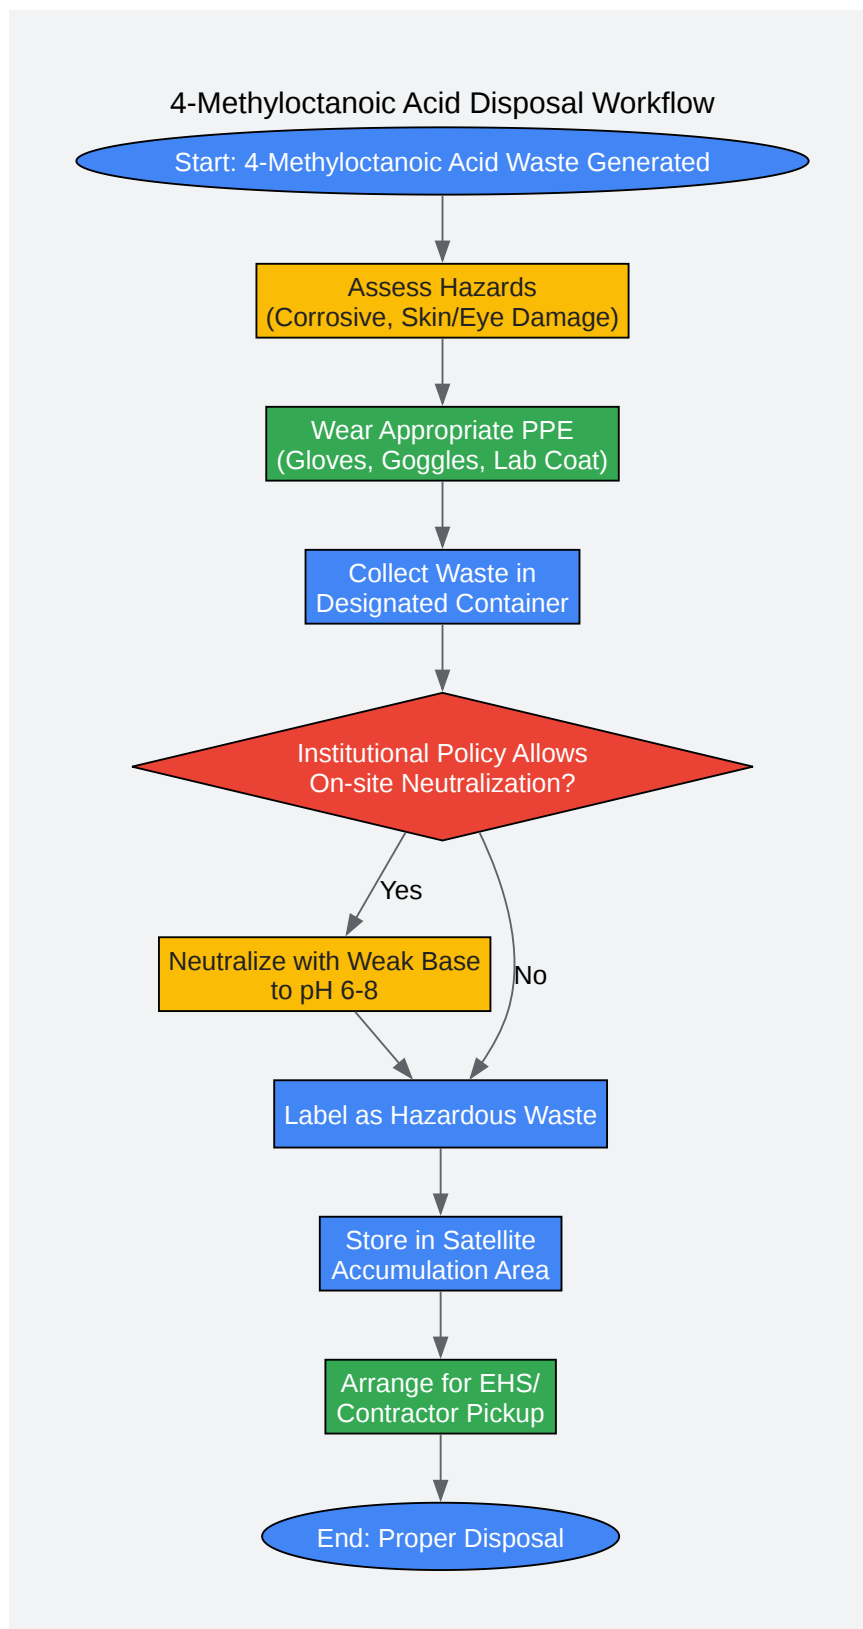 4-Methyloctanoic Acid Disposal Workflow
Start: 4-Methyloctanoic Acid Waste Generated
Assess Hazards
(Corrosive, Skin/Eye Damage)
Wear Appropriate PPE
(Gloves, Goggles, Lab Coat)
Collect Waste in
Designated Container
Institutional Policy Allows
On-site Neutralization?
Yes
Neutralize with Weak Base
to pH 6-8
No
Label as Hazardous Waste
Store in Satellite
Accumulation Area
Arrange for EHS/
Contractor Pickup
End: Proper Disposal